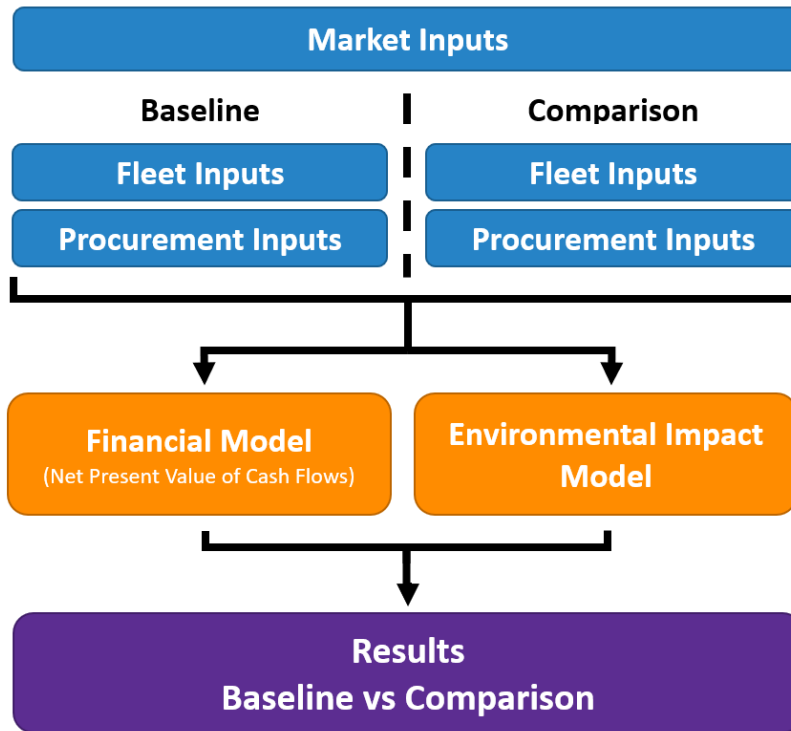 Market Inputs
Baseline
Comparison
Fleet Inputs
Fleet Inputs
Procurement Inputs
Procurement Inputs
Financial Model
(Net Present Value of Cash Flows)
Environmental Impact
Model
Results
Baseline vs Comparison